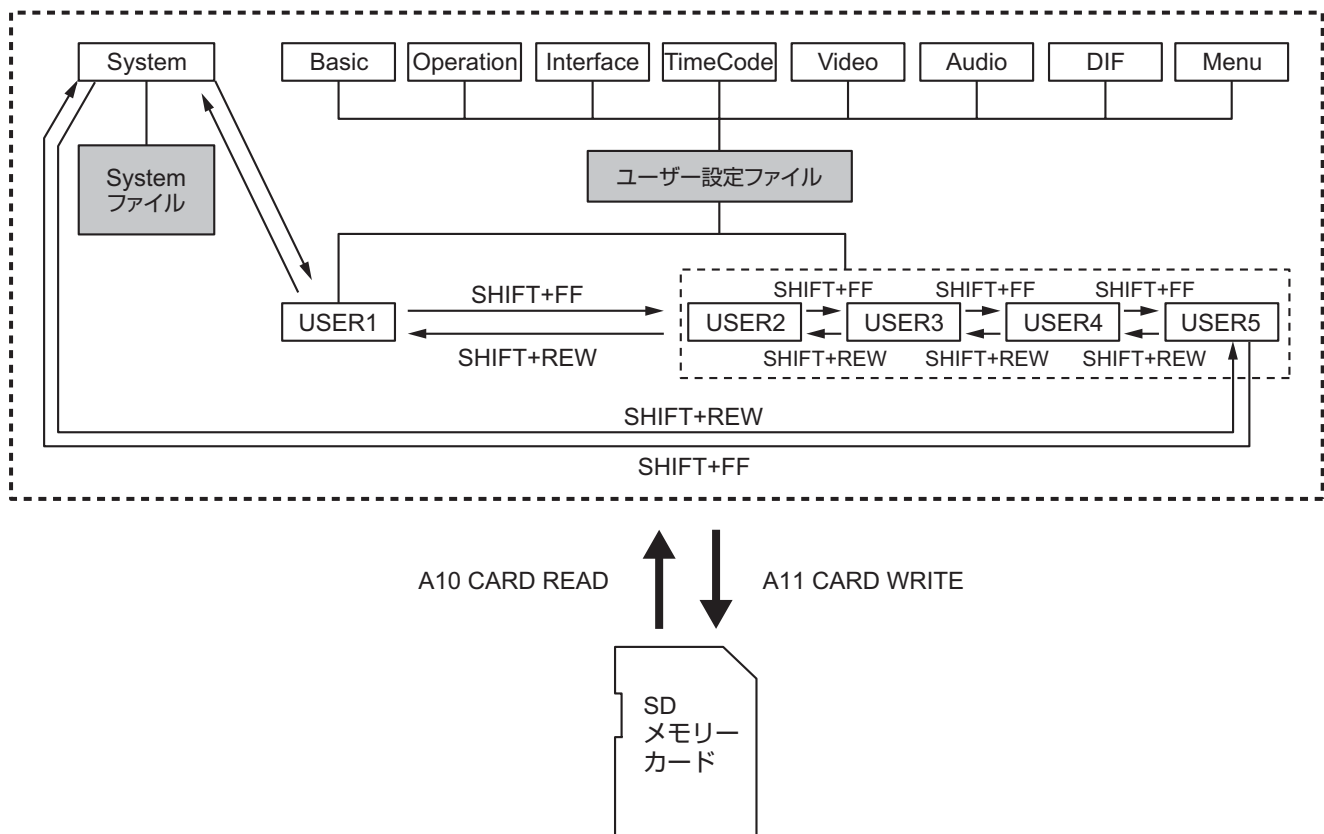 System
Basic
Operation
Interface
TimeCode
Video
Audio
DIF
Menu
System
ファイル
ユーザー設定ファイル
SHIFT+FF
SHIFT+FF
SHIFT+FF
SHIFT+FF
USER1
USER2
USER3
USER4
USER5
SHIFT+REW
SHIFT+REW
SHIFT+REW
SHIFT+REW
SHIFT+REW
SHIFT+FF
A10 CARD READ
A11 CARD WRITE
SD
メモリー
カード